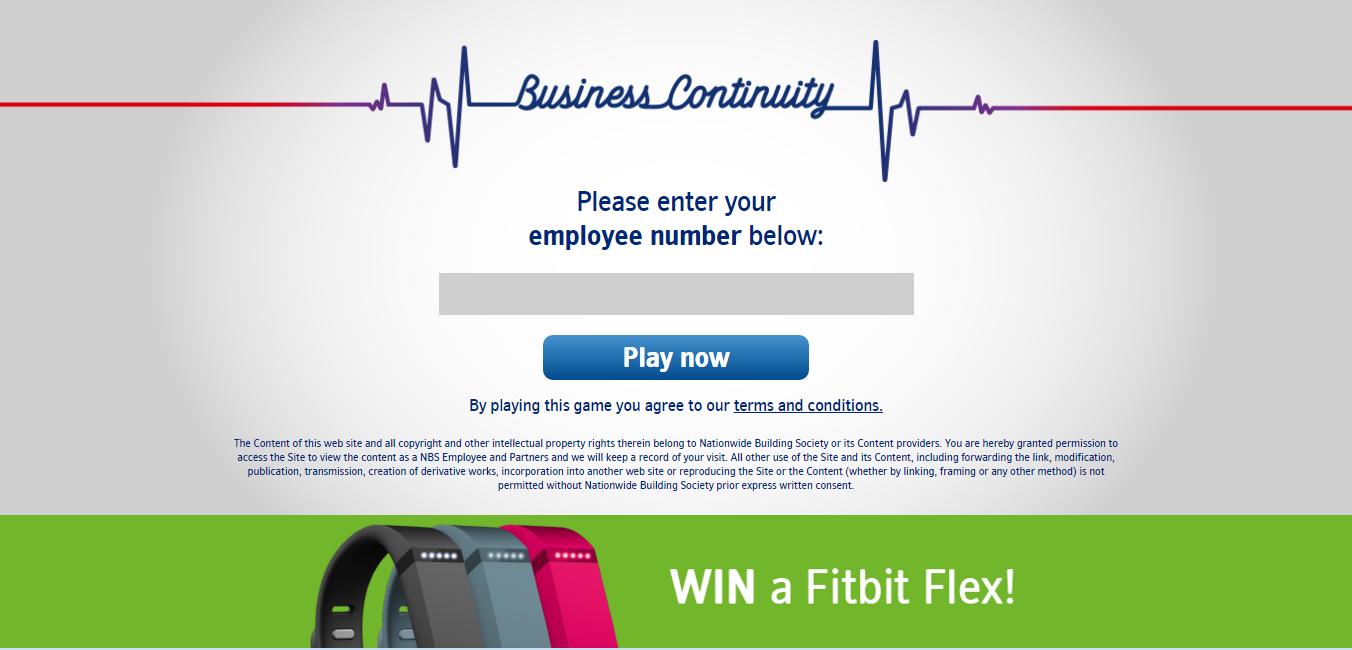 Business Continuity
Please enter your
employee number below:
Play now
By playing this game you agree to our terms and conditions.
The Content of this web site and all copyright and other intellectual property rights therein belong to Nationwide Building Society or its Content providers. You are hereby granted permission to
access the Site to view the content as a NBS Employee and Partners and we will keep a record of your visit. All other use of the Site and its Content, including forwarding the link, modification,
publication, transmission, creation of derivative works, incorporation into another web site or reproducing the Site or the Content (whether by linking, framing or any other method) is not
permitted without Nationwide Building Society prior express written consent.
WIN a Fitbit Flex!